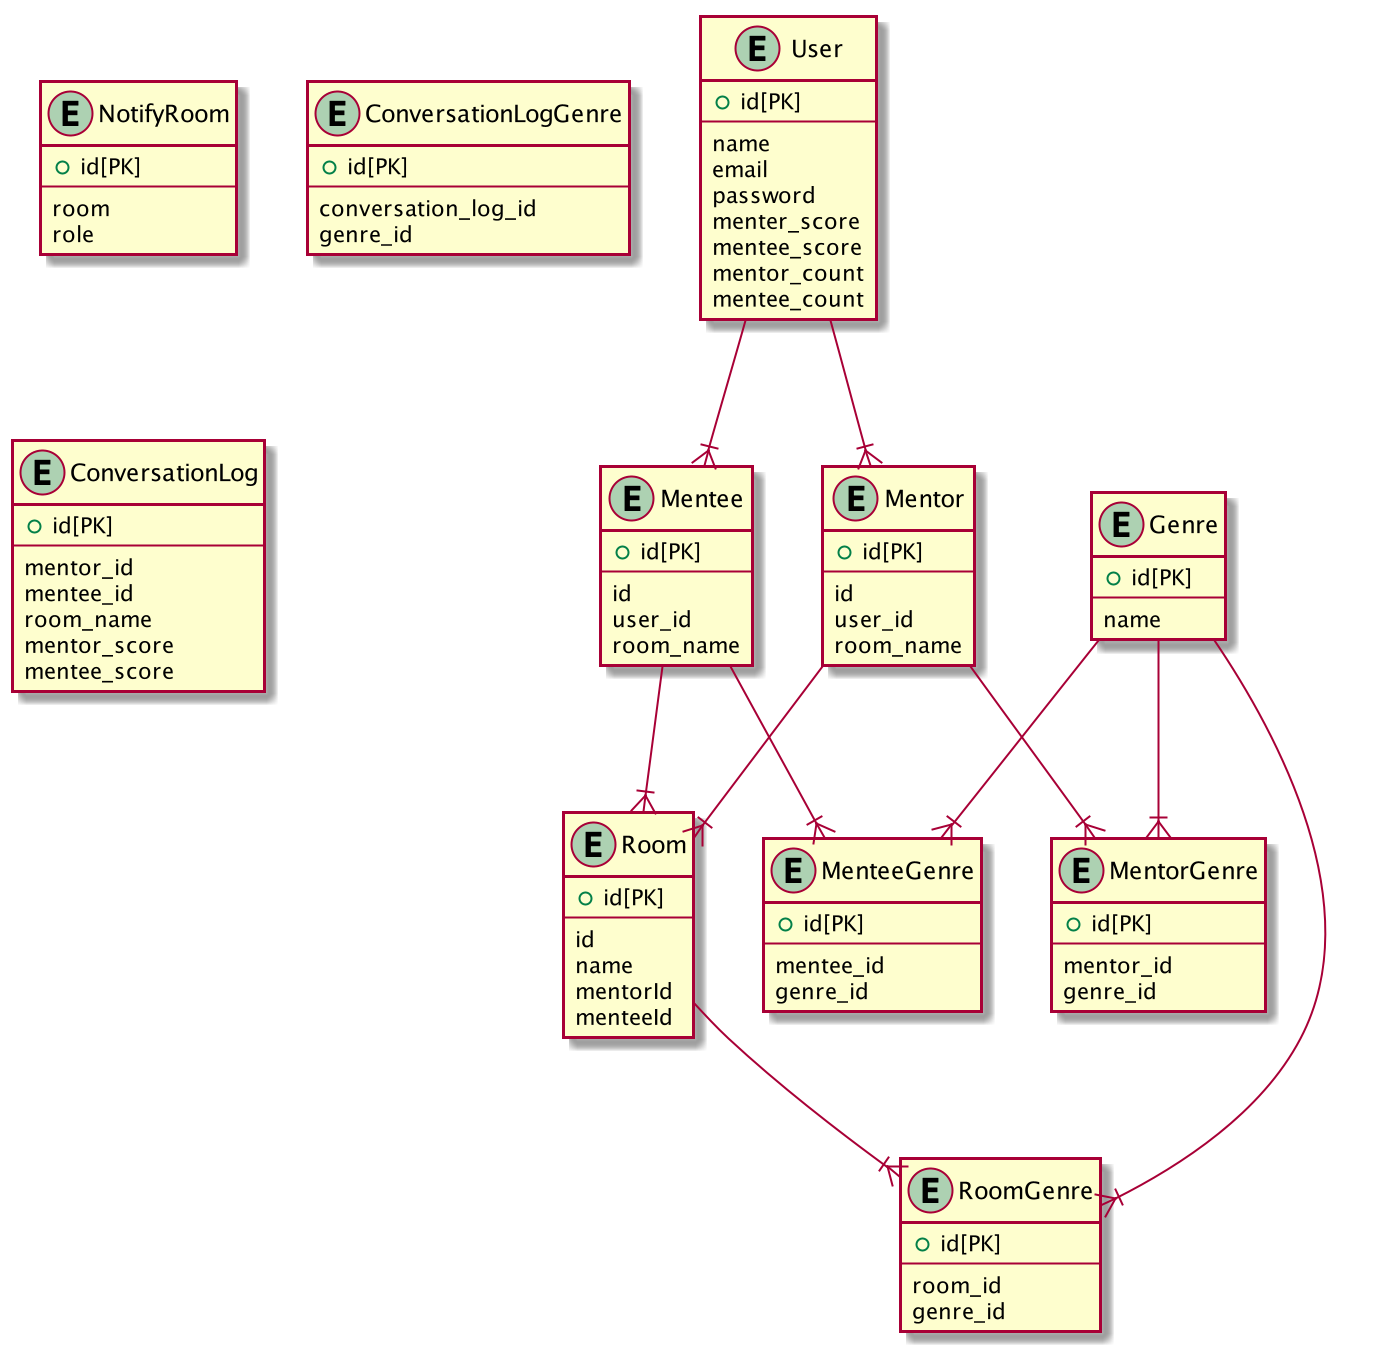 E User
id[PK]
name
email
password
menter_score
mentee_score
mentor_count
mentee_count
E NotifyRoom
id[PK]
room
role
E ConversationLogGenre
id[PK]
conversation_log_id
genre_id
E ConversationLog
id[PK]
mentor_id
mentee_id
room_name
mentor_score
mentee_score
E Mentee
id[PK]
id
user_id
room_name
E Mentor
id[PK]
id
user_id
room_name
E Genre
id[PK]
name
E Room
id[PK]
id
name
mentorId
menteeId
E MenteeGenre
id[PK]
mentee_id
genre_id
E MentorGenre
id[PK]
mentor_id
genre_id
E RoomGenre
id[PK]
room_id
genre_id